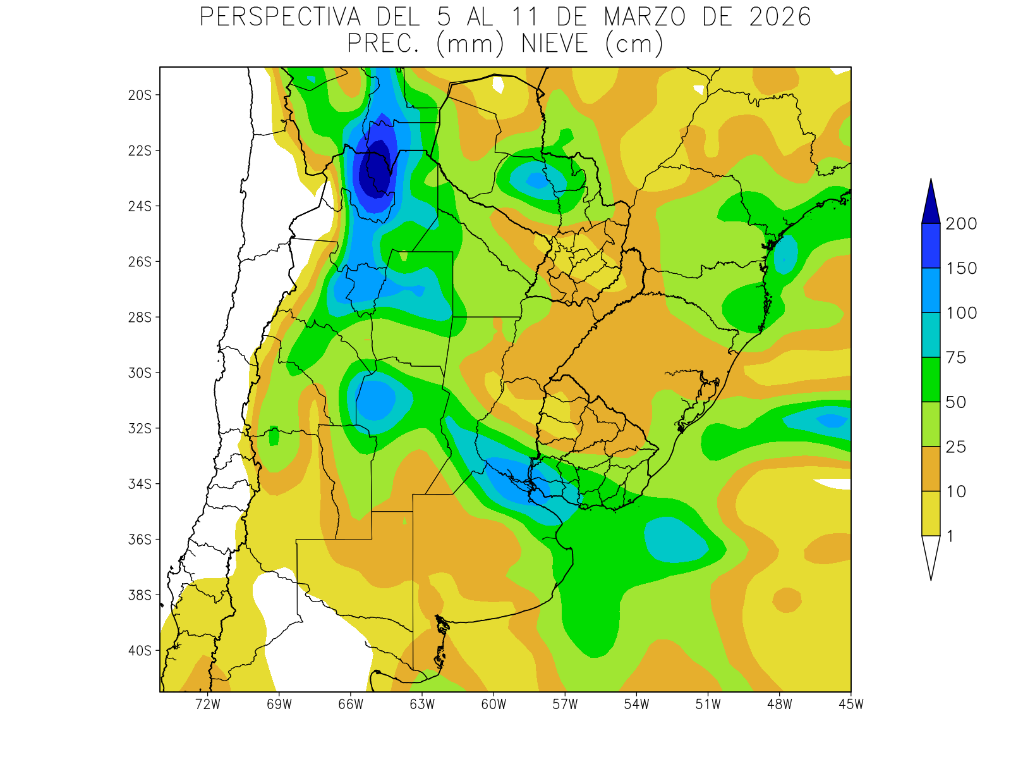 PERSPECTIVA DEL 5 AL 11 DE MARZO DE 2026
PREC. (mm) NIEVE (cm)
20S
22S
24S
26S
28S
30S
32S
34S
36S
38S
40S
72W 69W 66W 63W 60W 57W 54W 51W 48W 45W
200
150
100
75
50
25
10
1